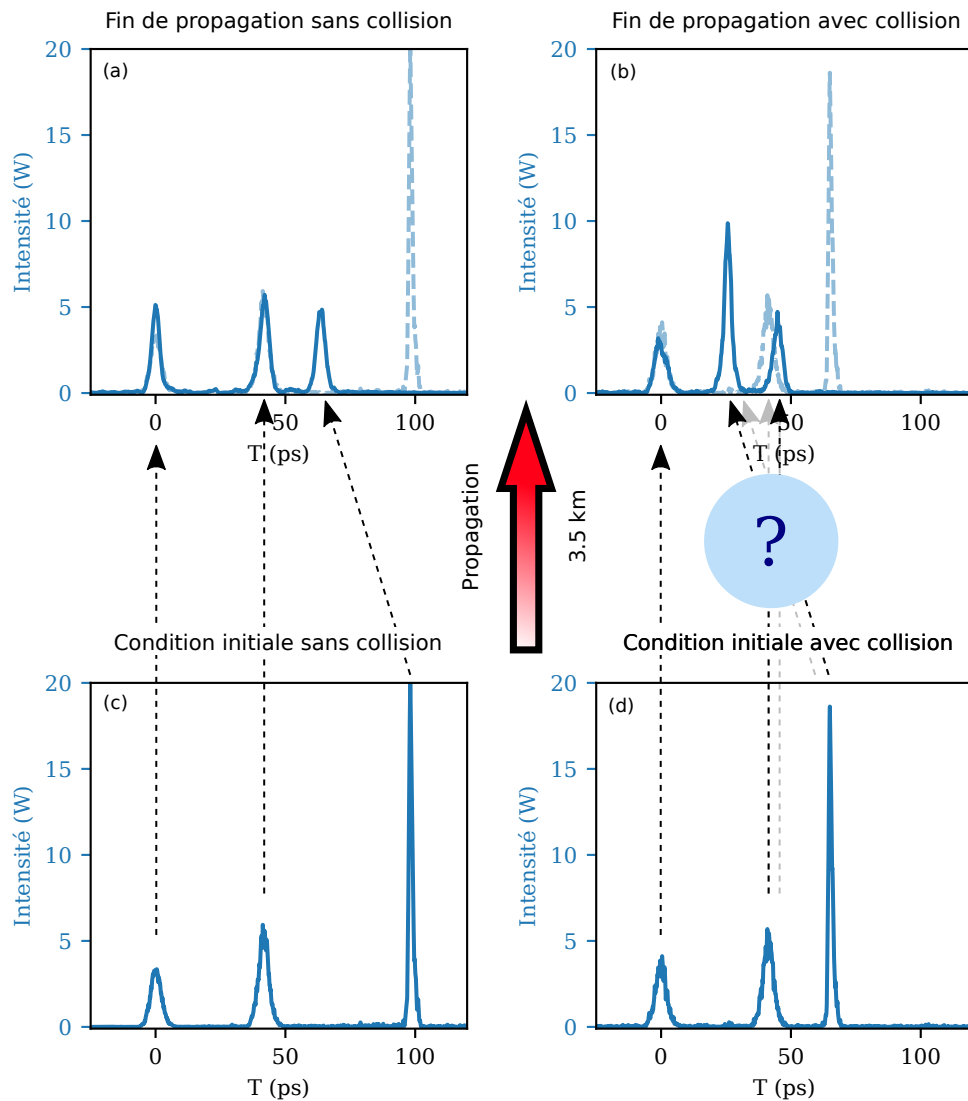 Fin de propagation sans collision
Fin de propagation avec collision
(a)
Intensité (W)
20
15
10
5
0
0
50
100
T (ps)
(b)
Intensité (W)
20
15
10
5
0
0
50
100
T (ps)
Propagation
3.5 km
?
Condition initiale sans collision
Condition initiale avec collision
(c)
Intensité (W)
20
15
10
5
0
0
50
100
T (ps)
(d)
Intensité (W)
20
15
10
5
0
0
50
100
T (ps)